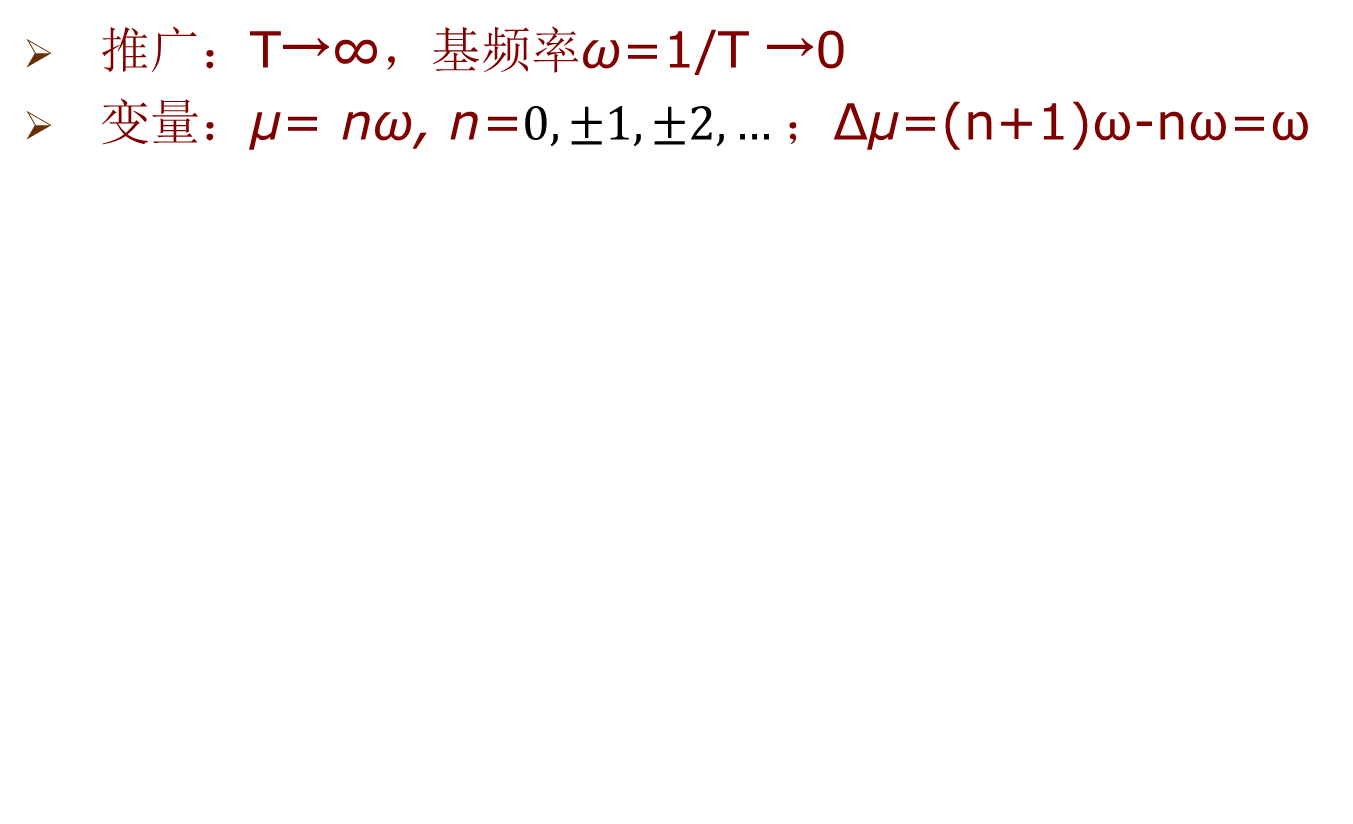 ➢ 推广：T→∞，基频率ω=1/T →0
➢ 变量：μ= nω, n=0, ±1, ±2, … ；Δμ=(n+1)ω-nω=ω